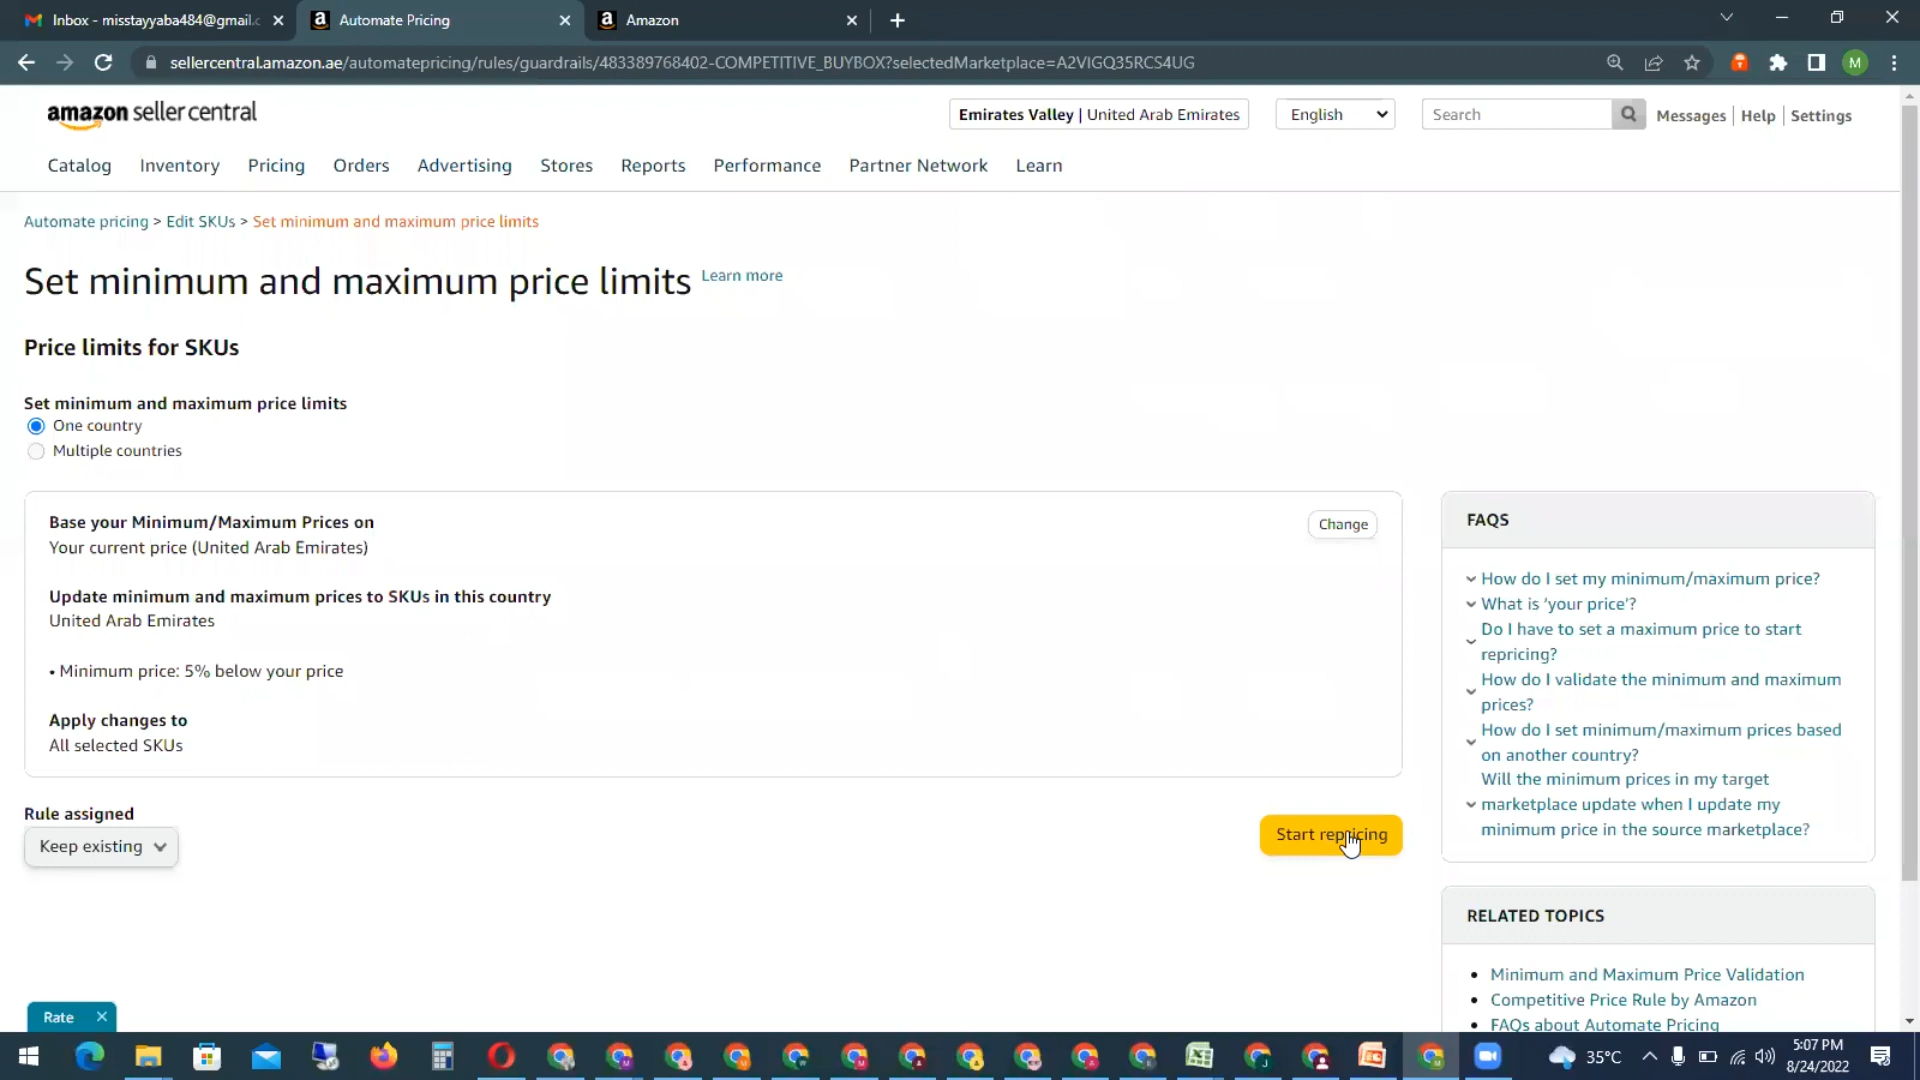 Inbox - misstayyaba484@gmail.c
Automate Pricing
Amazon
sellercentral.amazon.ae/automatepricing/rules/guardrails/483389768402-COMPETITIVE_BUYBOX?selectedMarketplace=A2VIGQ35RCS4UG
M
amazon seller central
Emirates Valley | United Arab Emirates
English
Search
Messages | Help | Settings
Catalog Inventory Pricing Orders Advertising Stores Reports Performance Partner Network Learn
Automate pricing > Edit SKUs > Set minimum and maximum price limits
Set minimum and maximum price limits Learn more
Price limits for SKUs
Set minimum and maximum price limits
One country
Multiple countries
Base your Minimum/Maximum Prices on
Change
Your current price (United Arab Emirates)
Update minimum and maximum prices to SKUs in this country
United Arab Emirates
• Minimum price: 5% below your price
Apply changes to
All selected SKUs
Rule assigned
Keep existing
Start repricing
FAQS
How do I set my minimum/maximum price?
What is ‘your price’?
Do I have to set a maximum price to start
repricing?
How do I validate the minimum and maximum
prices?
How do I set minimum/maximum prices based
on another country?
Will the minimum prices in my target
marketplace update when I update my
minimum price in the source marketplace?
RELATED TOPICS
• Minimum and Maximum Price Validation
• Competitive Price Rule by Amazon
• FAQs about Automate Pricing
Rate
35°C
5:07 PM
8/24/2022